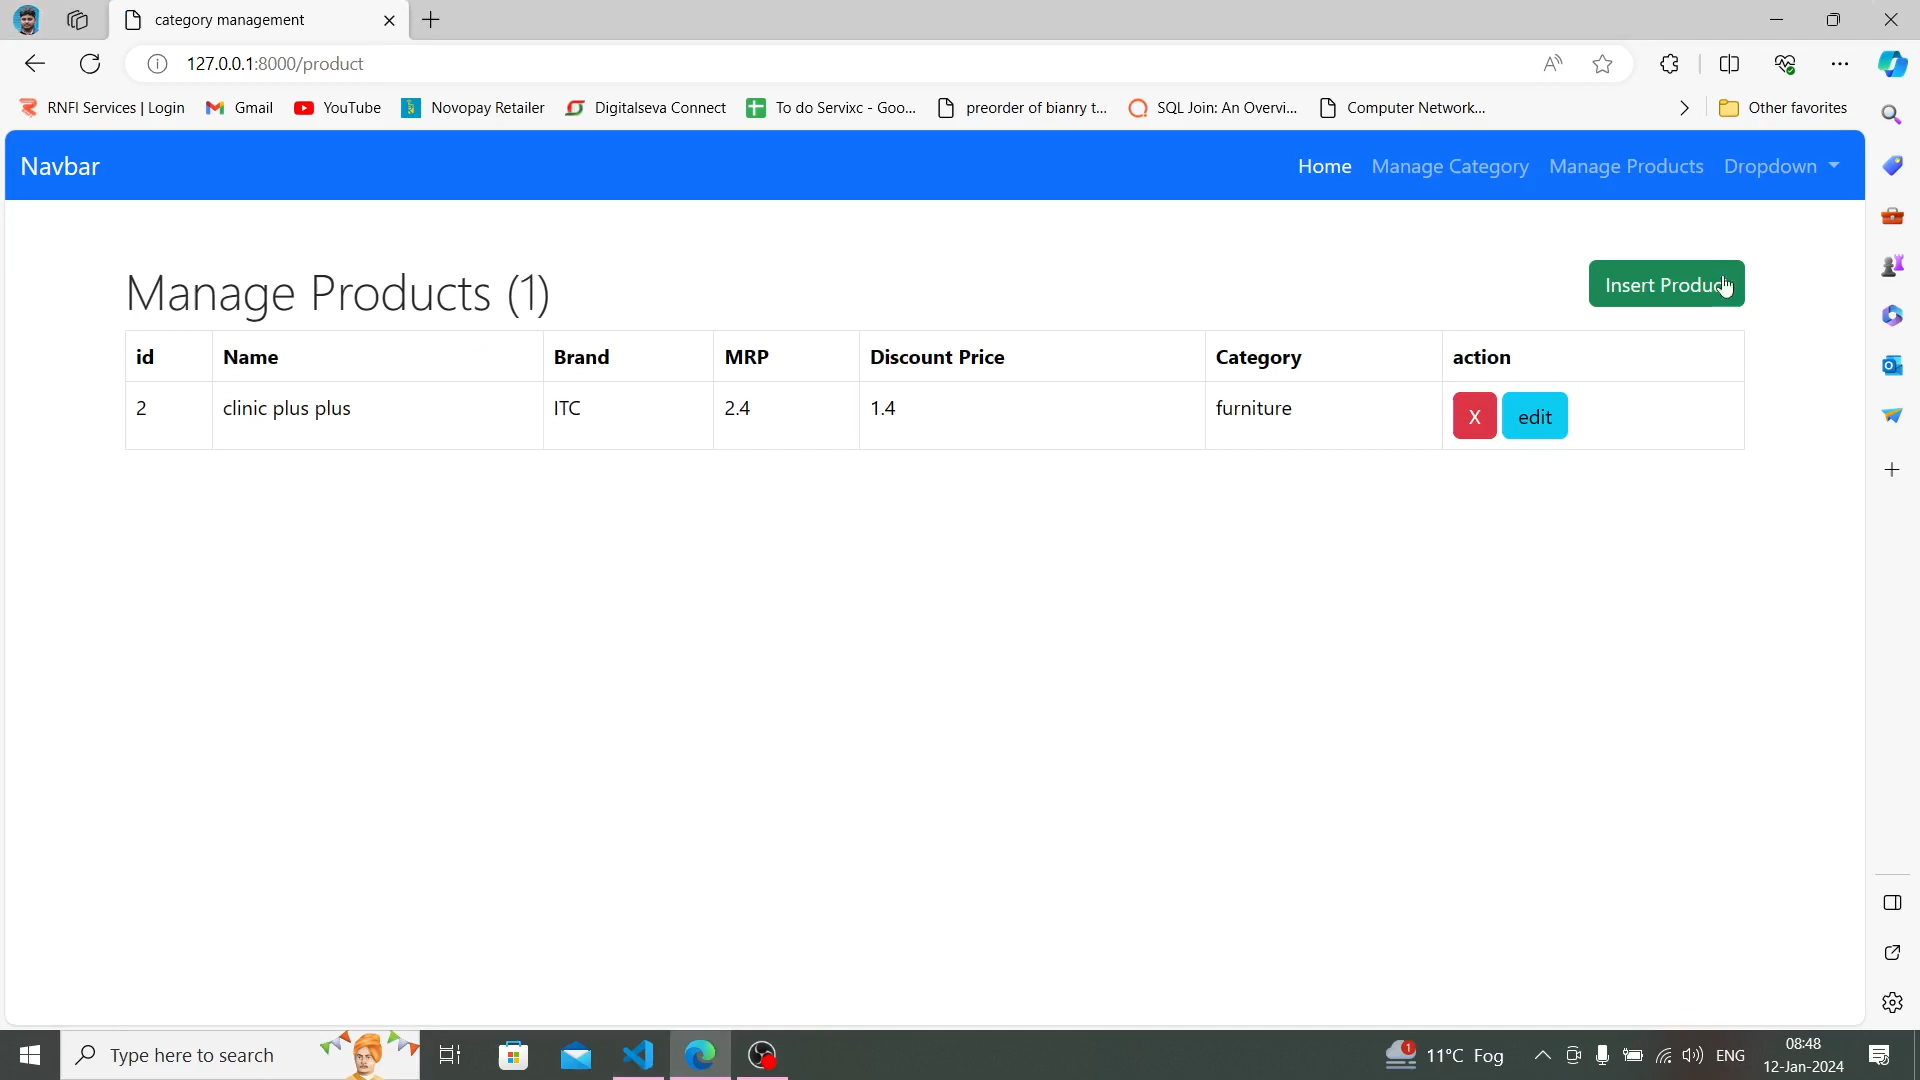 category management
127.0.0.1:8000/product
RNFI Services | Login
Gmail
YouTube
Novopay Retailer
Digitalseva Connect
To do Servixc - Goo...
preorder of bianry t...
SQL Join: An Overvi...
Computer Network...
Other favorites
Navbar
Home
Manage Category
Manage Products
Dropdown
Manage Products (1)
Insert Produc
id Name Brand MRP Discount Price Category action
2 clinic plus plus ITC 2.4 1.4 furniture X edit
Type here to search
1
11°C Fog
ENG
08:48
12-Jan-2024